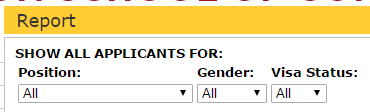 Report
SHOW ALL APPLICANTS FOR:
Position: Gender: Visa Status:
All All All